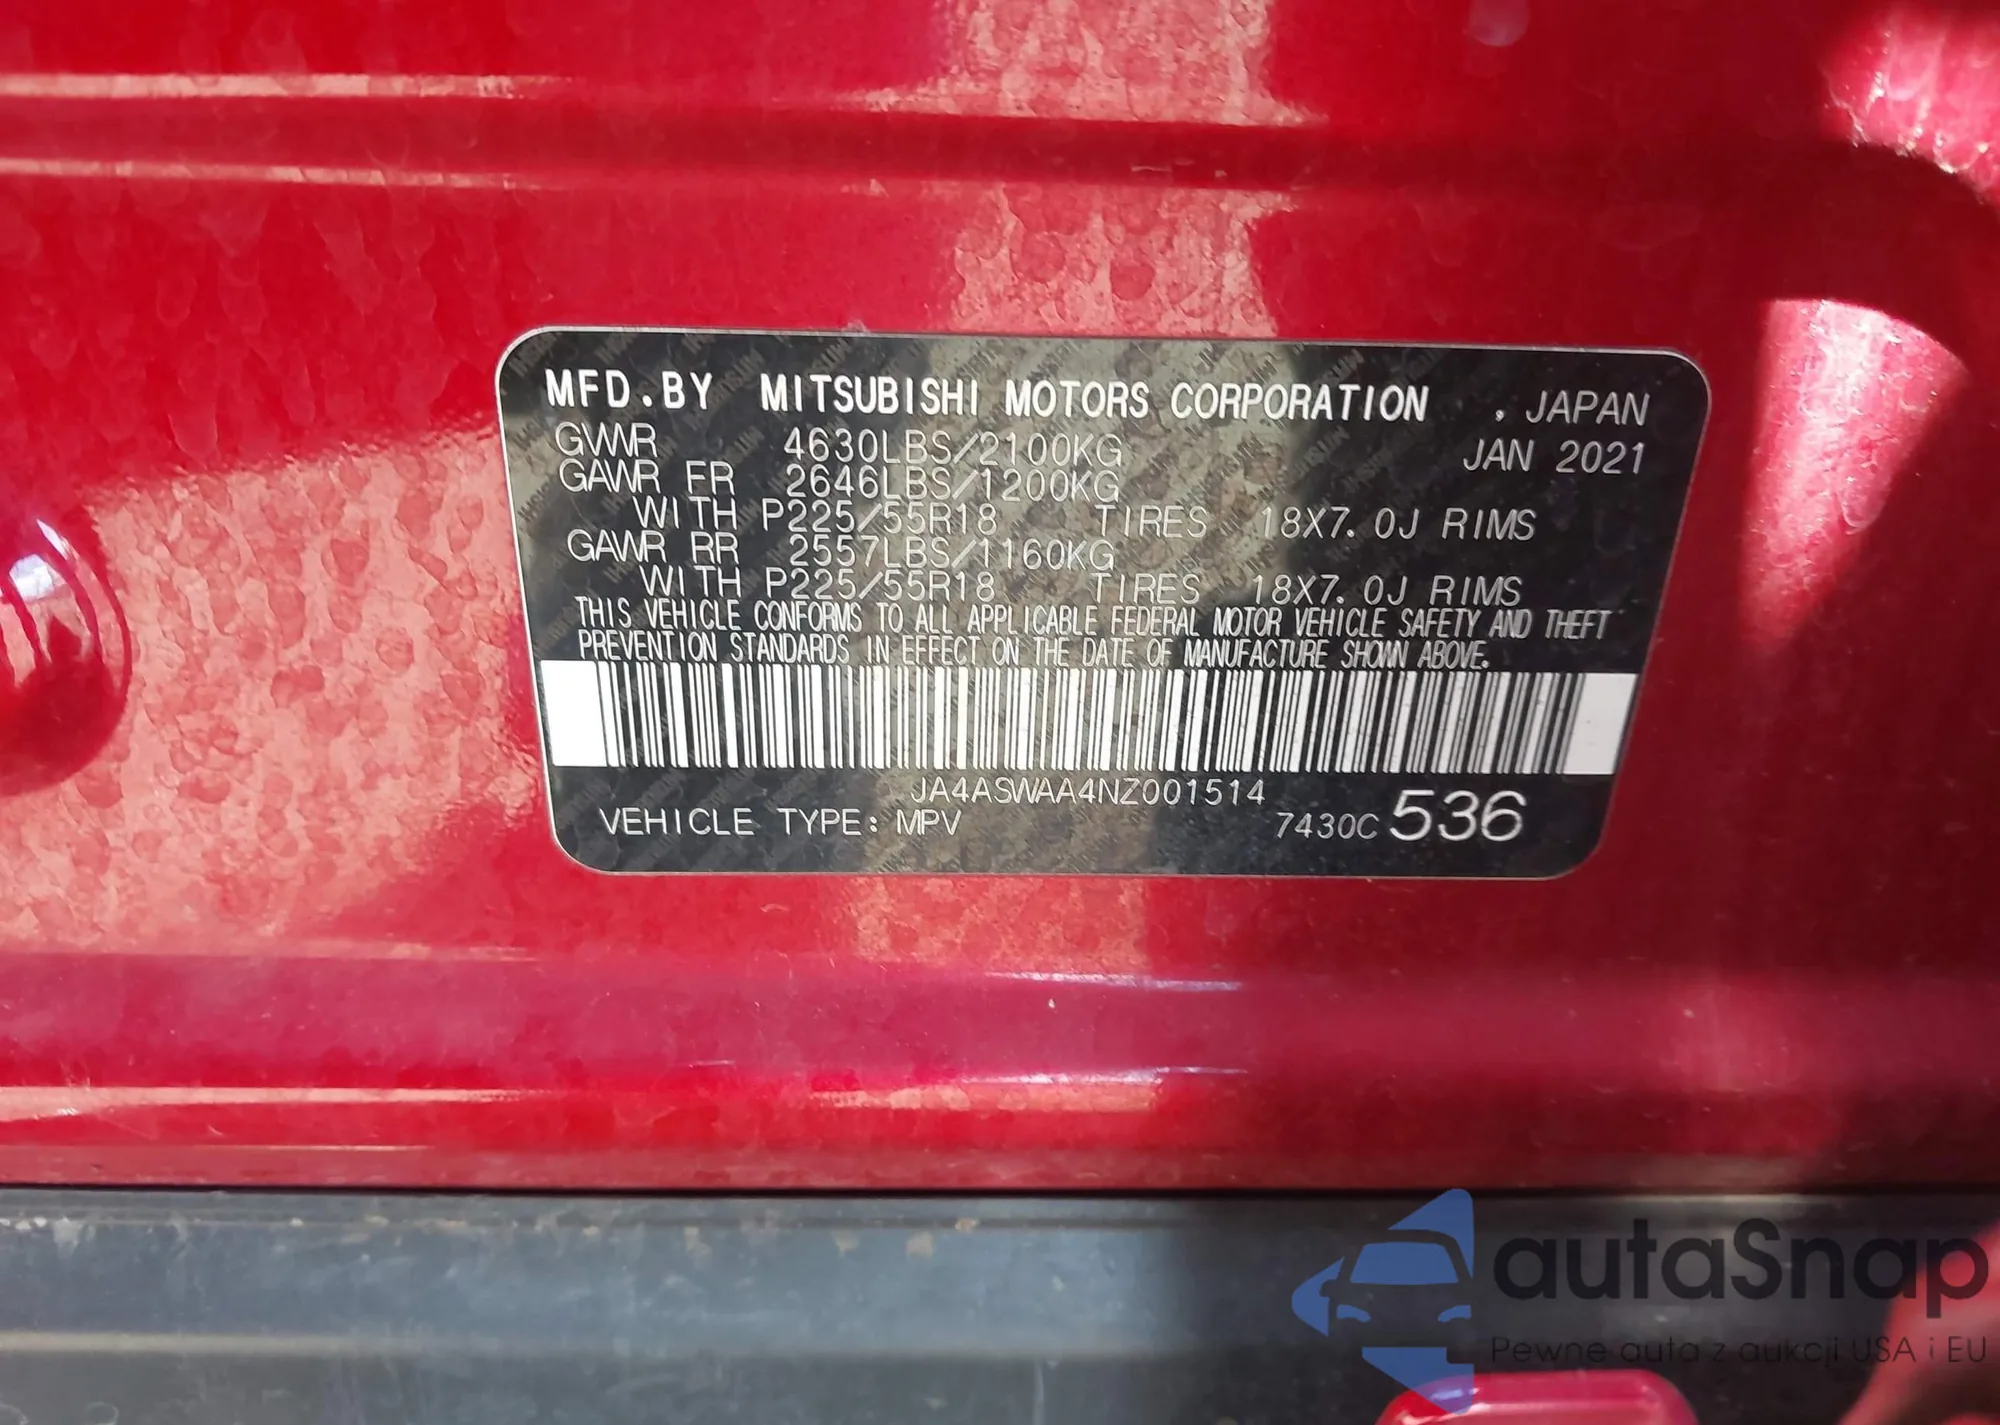 MFD.BY MITSUBISHI MOTORS CORPORATION . JAPAN
GVWR 4630LBS/2100KG JAN 2021
GAWR FR 2646LBS/1200KG
WITH P225/55R18 TIRES 18X7.0J RIMS
GAWR RR 2557LBS/1160KG
WITH P225/55R18 TIRES 18X7.0J RIMS
THIS VEHICLE CONFORMS TO ALL APPLICABLE FEDERAL MOTOR VEHICLE SAFETY AND THEFT
PREVENTION STANDARDS IN EFFECT ON THE DATE OF MANUFACTURE SHOWN ABOVE.
JA4ASWAA4NZ001514
VEHICLE TYPE: MPV 7430C 536
autaSnap
Pewne auta z aukcji USA i EU